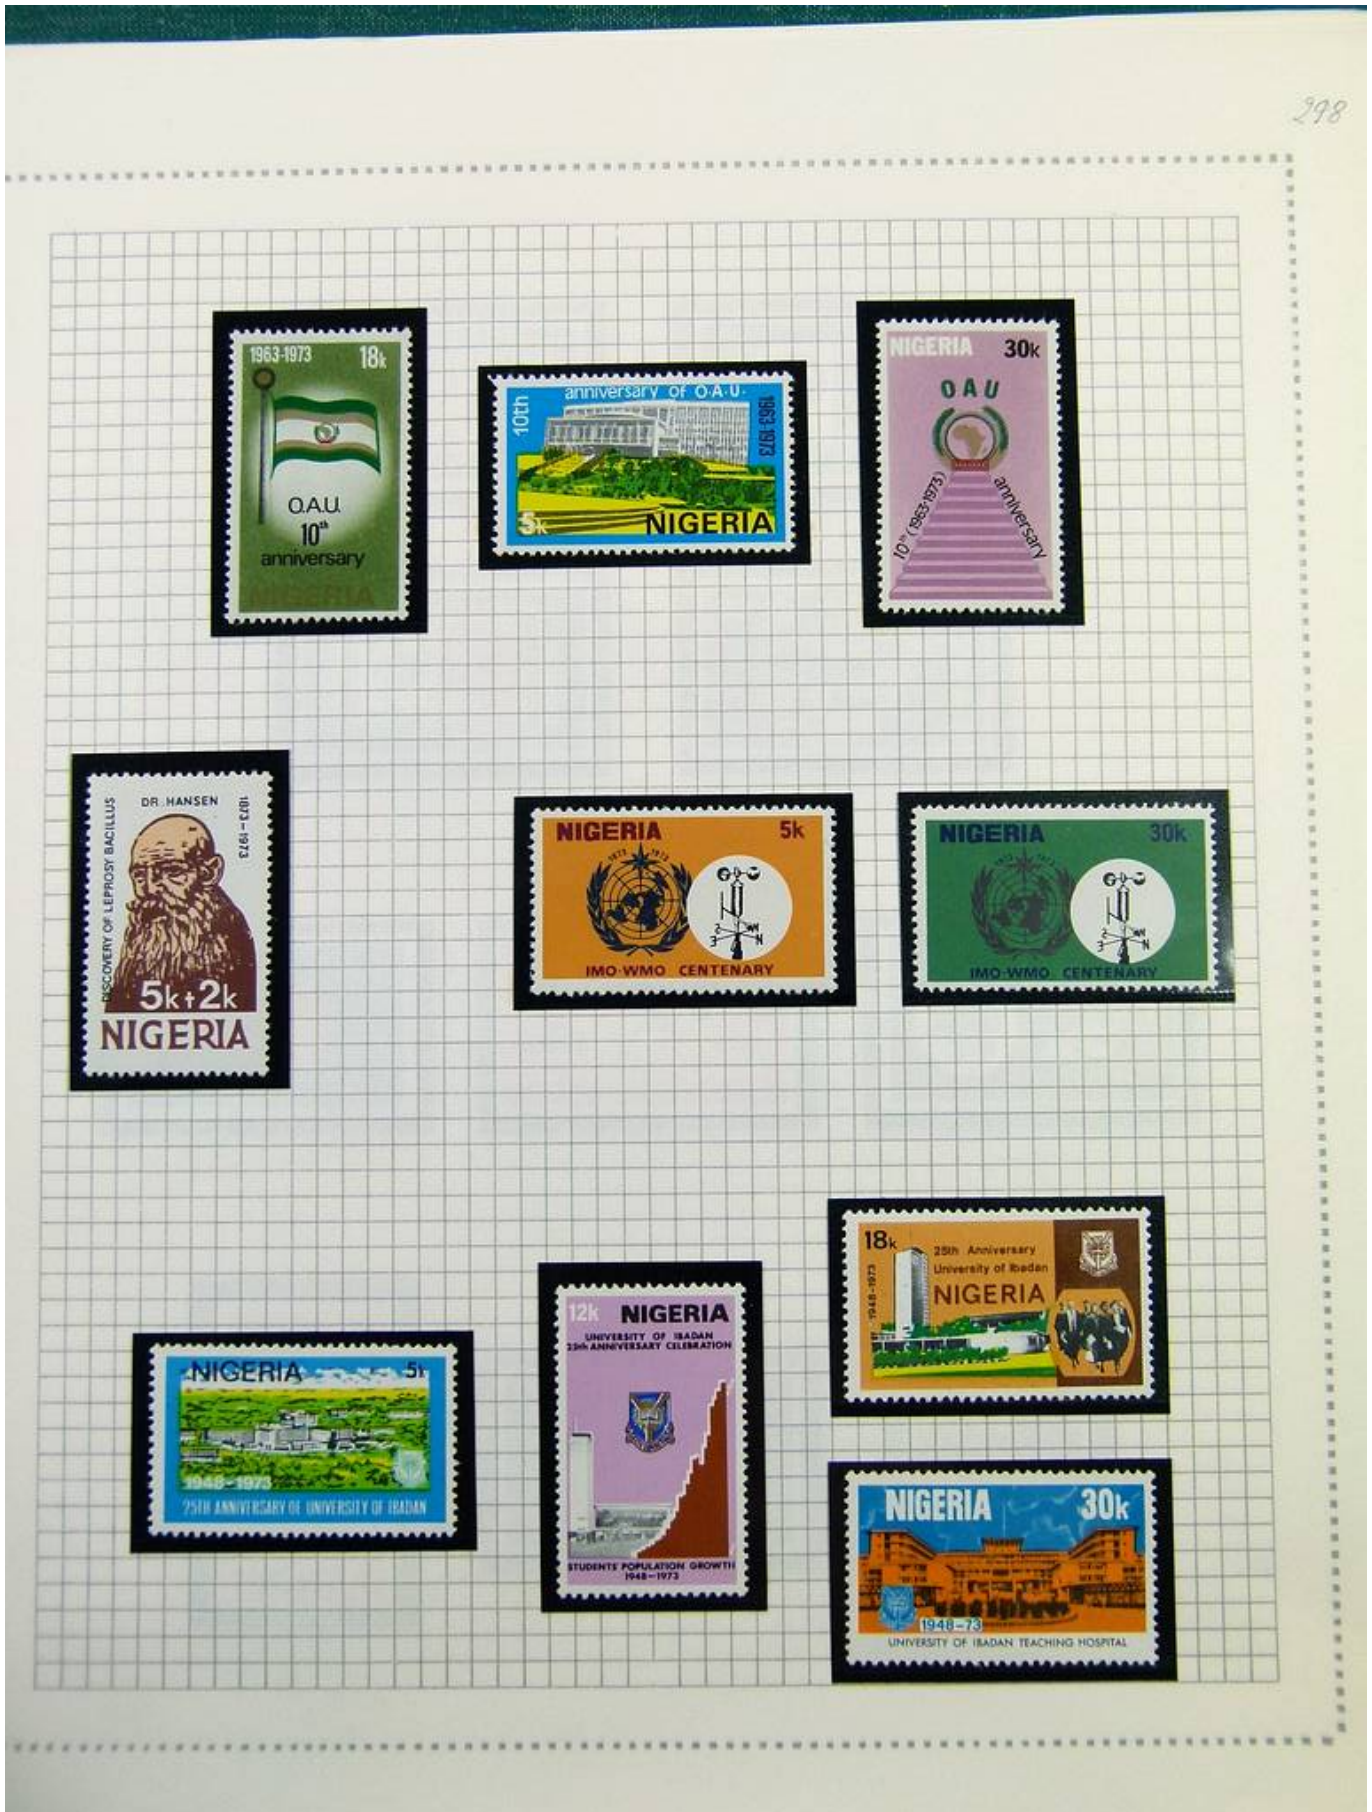 298
1963-1973 18k
O.A.U.
10th
anniversary
NIGERIA
10th anniversary of O.A.U.
1963-1973
5k NIGERIA
NIGERIA 30k
OAU
10th (1963-1973) anniversary
DISCOVERY OF LEPROSY BACILLUS
DR. HANSEN
1873-1973
5k+2k
NIGERIA
NIGERIA 5k
1873 1973
IMO·WMO CENTENARY
NIGERIA 30k
1873 1973
IMO·WMO CENTENARY
NIGERIA 5k
1948-1973
25TH ANNIVERSARY OF UNIVERSITY OF IBADAN
12k NIGERIA
UNIVERSITY OF IBADAN
25th ANNIVERSARY CELEBRATION
STUDENTS' POPULATION GROWTH
1948-1973
18k
1948-1973
25th Anniversary
University of Ibadan
NIGERIA
NIGERIA 30k
1948-73
UNIVERSITY OF IBADAN TEACHING HOSPITAL